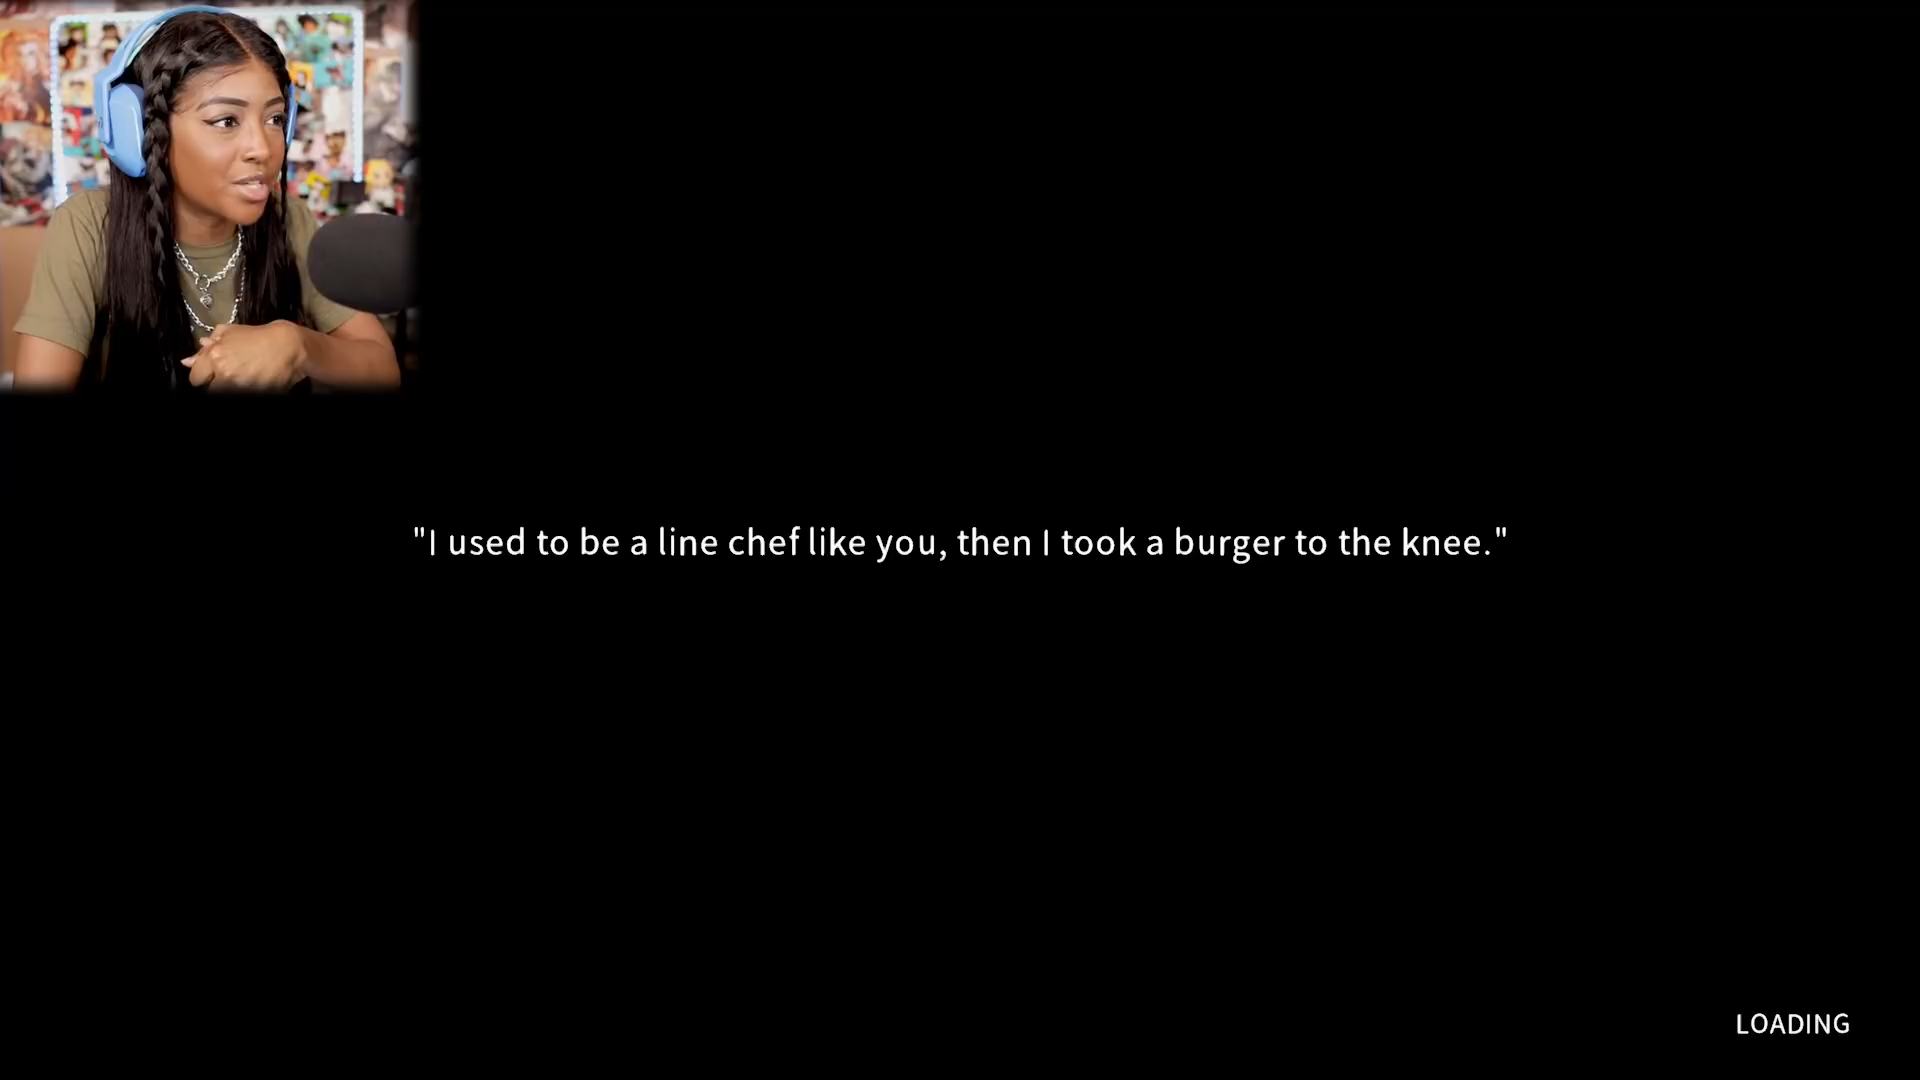 "I used to be a line chef like you, then I took a burger to the knee."
LOADING